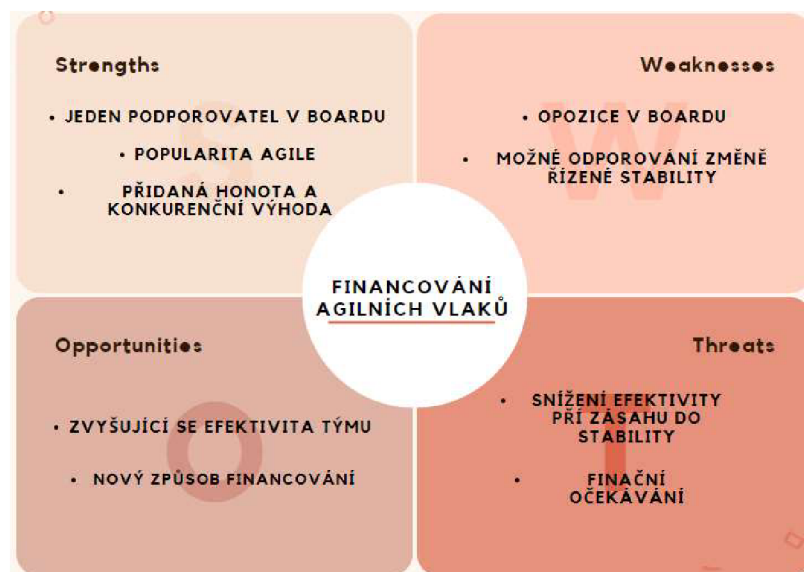 Strengths
• JEDEN PODPOROVATEL V BOARDU
• POPULARITA AGILE
• PŘIDANÁ HONOTA A
KONKURENČNÍ VÝHODA
S
Weaknesses
• OPOZICE V BOARDU
• MOŽNÉ ODPOROVÁNÍ ZMĚNĚ
ŘÍZENÉ STABILITY
W
FINANCOVÁNÍ
AGILNÍCH VLAKŮ
Opportunities
• ZVYŠUJÍCÍ SE EFEKTIVITA TÝMU
• NOVÝ ZPŮSOB FINANCOVÁNÍ
O
Threats
• SNÍŽENÍ EFEKTIVITY
PŘÍ ZÁSAHU DO
STABILITY
• FINAČNÍ
OČEKÁVÁNÍ
T